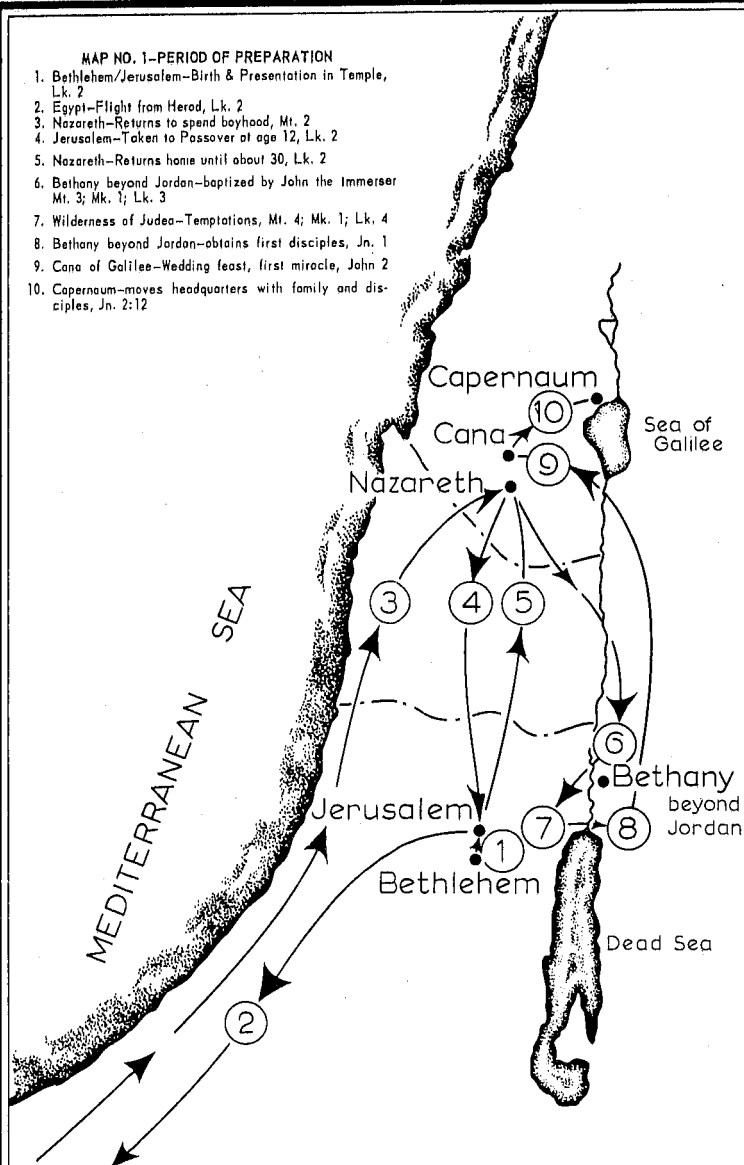 MAP NO. 1–PERIOD OF PREPARATION
1. Bethlehem/Jerusalem–Birth & Presentation in Temple,
Lk. 2
2. Egypt–Flight from Herod, Lk. 2
3. Nazareth–Returns to spend boyhood, Mt. 2
4. Jerusalem–Taken to Passover at age 12, Lk. 2
5. Nazareth–Returns home until about 30, Lk. 2
6. Bethany beyond Jordan–baptized by John the Immerser
Mt. 3; Mk. 1; Lk. 3
7. Wilderness of Judea–Temptations, Mt. 4; Mk. 1; Lk. 4
8. Bethany beyond Jordan–obtains first disciples, Jn. 1
9. Cana of Galilee–Wedding feast, first miracle, John 2
10. Capernaum–moves headquarters with family and dis-
ciples, Jn. 2:12
Capernaum
10
Sea of
Galilee
Cana
9
Nazareth
3
4
5
MEDITERRANEAN SEA
6
Bethany
beyond
Jordan
Jerusalem
7
8
1
Bethlehem
Dead Sea
2